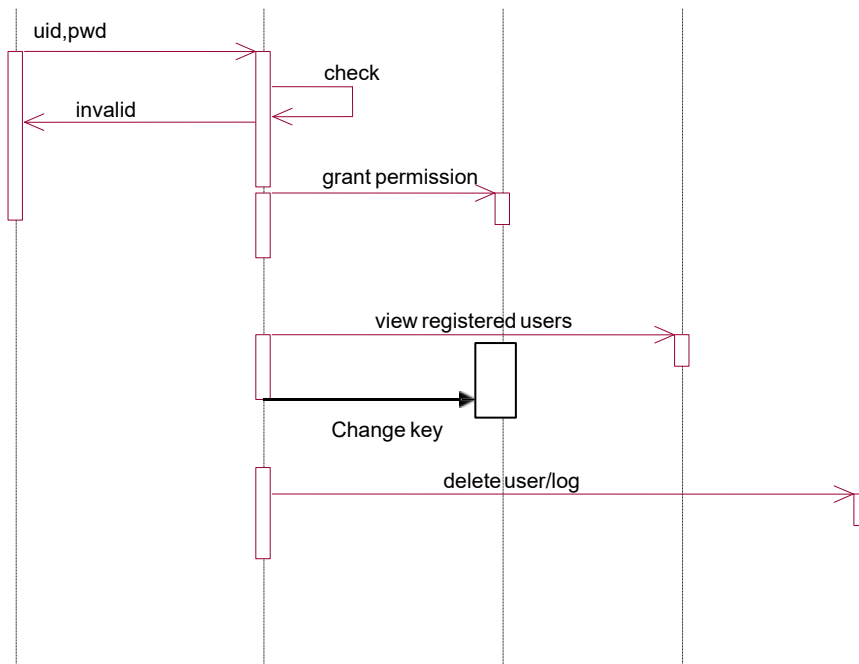 uid,pwd
check
invalid
grant permission
view registered users
Change key
delete user/log